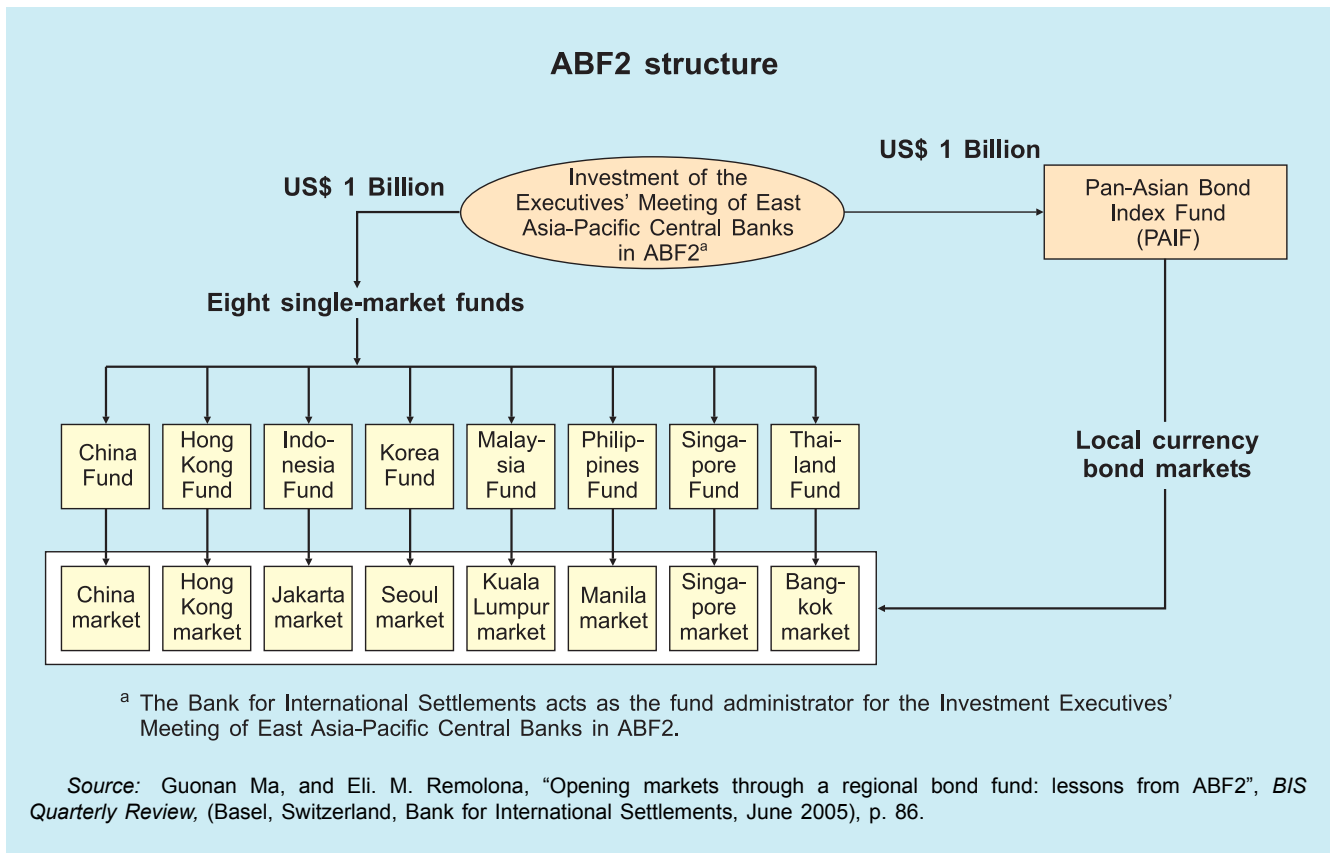 ABF2 structure
US$ 1 Billion
US$ 1 Billion
Investment of the
Executives’ Meeting of East
Asia-Pacific Central Banks
in ABF2a
Pan-Asian Bond
Index Fund
(PAIF)
Eight single-market funds
China
Fund
Hong
Kong
Fund
Indo-
nesia
Fund
Korea
Fund
Malay-
sia
Fund
Philip-
pines
Fund
Singa-
pore
Fund
Thai-
land
Fund
Local currency
bond markets
China
market
Hong
Kong
market
Jakarta
market
Seoul
market
Kuala
Lumpur
market
Manila
market
Singa-
pore
market
Bang-
kok
market
a The Bank for International Settlements acts as the fund administrator for the Investment Executives’
Meeting of East Asia-Pacific Central Banks in ABF2.
Source: Guonan Ma, and Eli. M. Remolona, “Opening markets through a regional bond fund: lessons from ABF2”, BIS
Quarterly Review, (Basel, Switzerland, Bank for International Settlements, June 2005), p. 86.